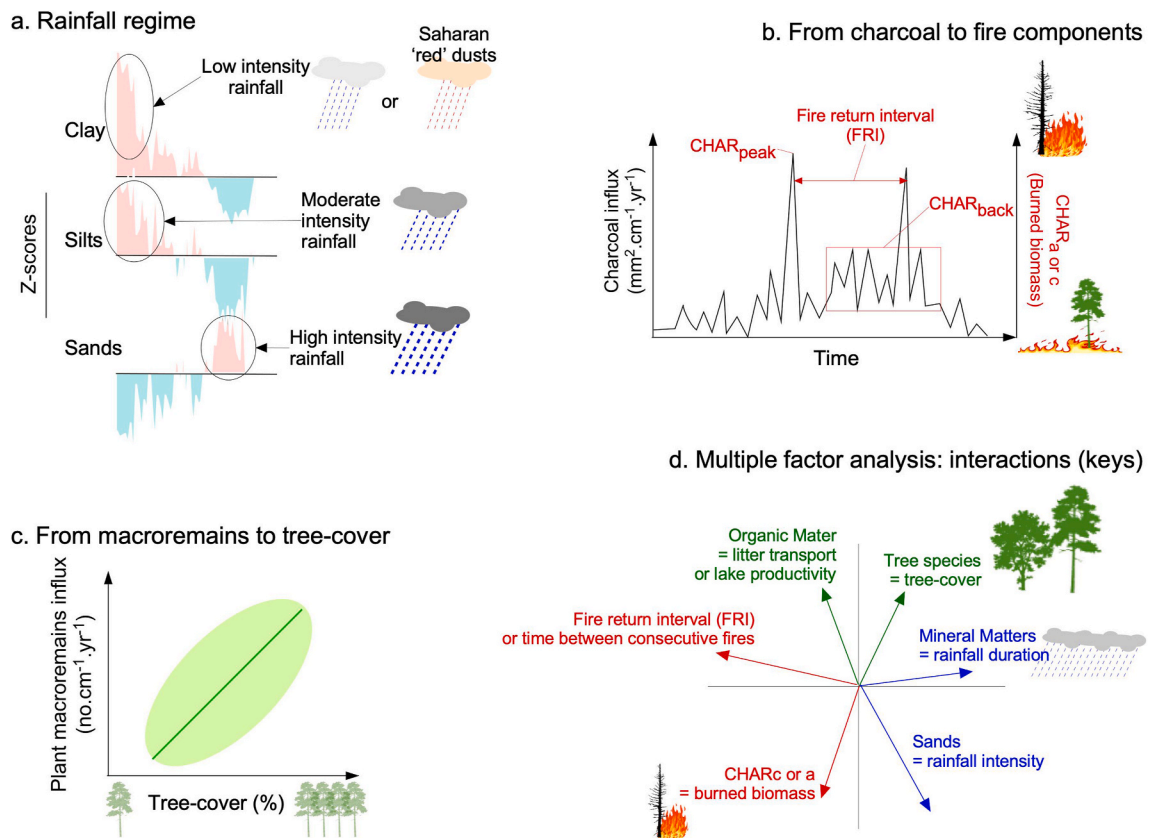 a. Rainfall regime
Low intensity
rainfall
or
Saharan
‘red’ dusts
Clay
Z-scores
Silts
Moderate
intensity
rainfall
Sands
High intensity
rainfall
b. From charcoal to fire components
Charcoal influx
(mm².cm⁻¹.yr⁻¹)
CHARpeak
Fire return interval
(FRI)
CHARback
CHARa or c
(Burned biomass)
Time
c. From macroremains to tree-cover
Plant macroremains influx
(no.cm⁻¹.yr⁻¹)
Tree-cover (%)
d. Multiple factor analysis: interactions (keys)
Organic Mater
= litter transport
or lake productivity
Tree species
= tree-cover
Fire return interval (FRI)
or time between consecutive fires
Mineral Matters
= rainfall duration
Sands
= rainfall intensity
CHARc or a
= burned biomass